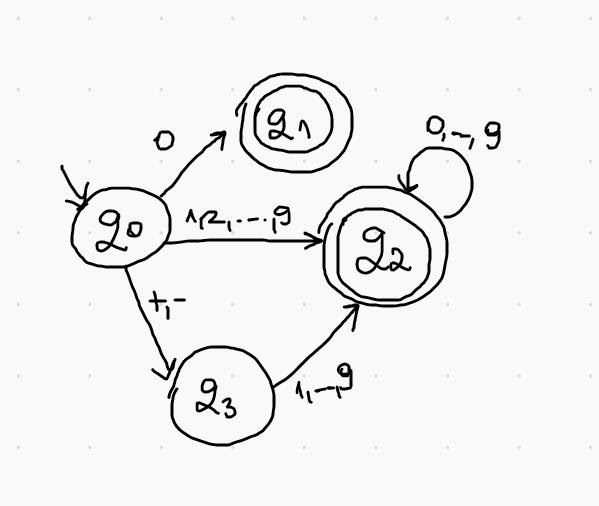 q1
0
0,--,9
q0
1,2,--.,9
q2
+,-
q3
1,--,9